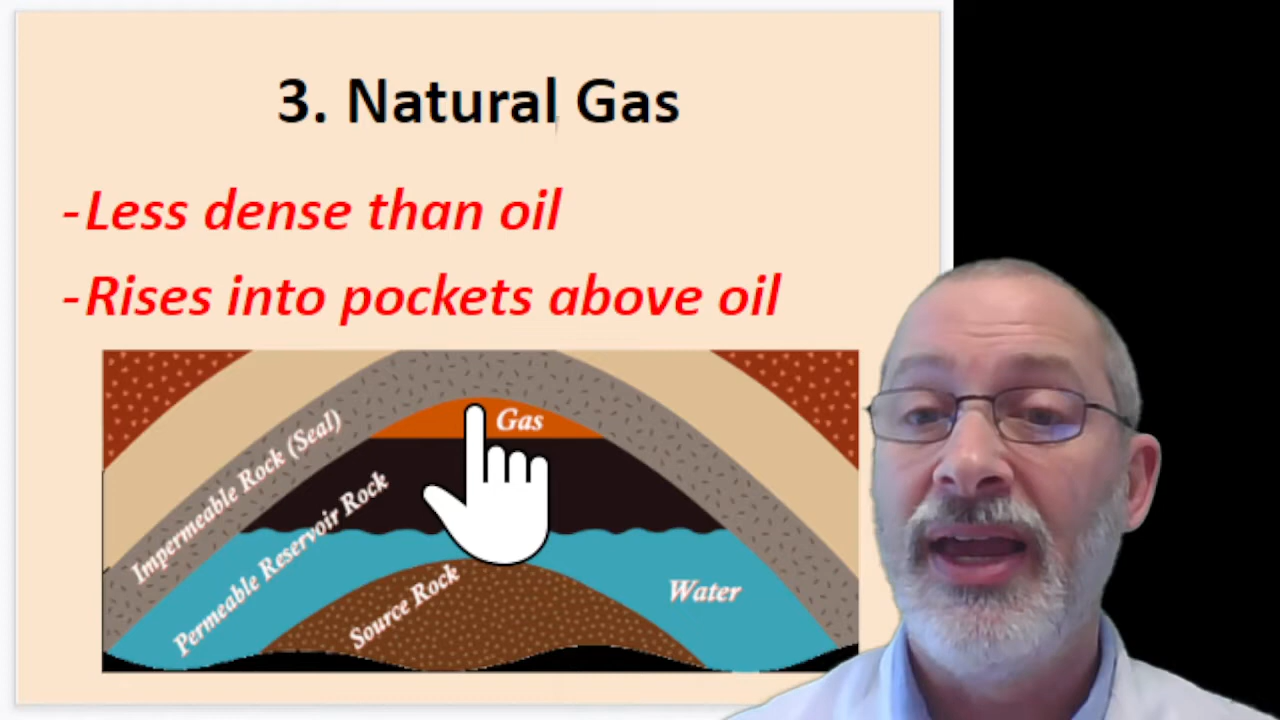 3. Natural Gas
-Less dense than oil
-Rises into pockets above oil
Gas
Impermeable Rock (Seal)
Permeable Reservoir Rock
Source Rock
Water